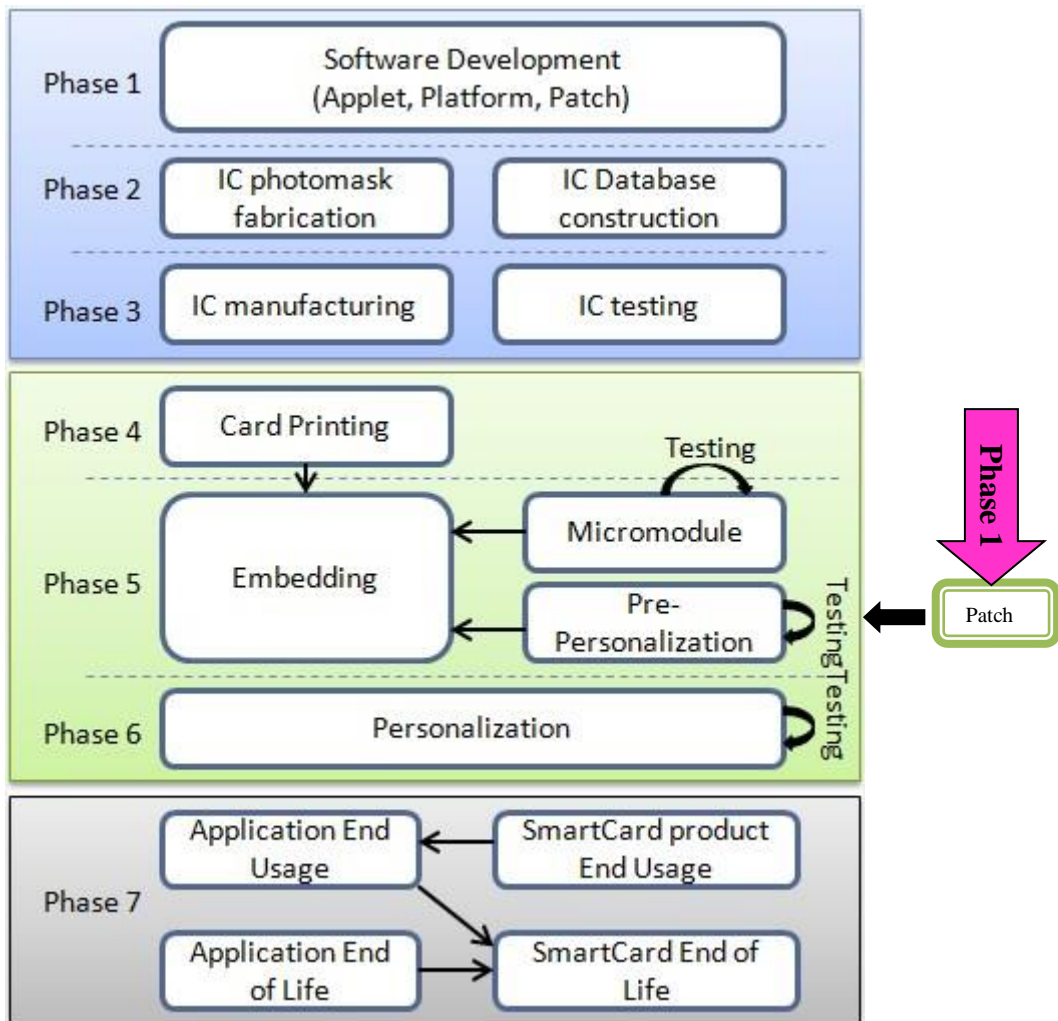 Phase 1
Software Development
(Applet, Platform, Patch)
Phase 2
IC photomask
fabrication
IC Database
construction
Phase 3
IC manufacturing
IC testing
Phase 4
Card Printing
Testing
Phase 5
Embedding
Micromodule
Pre-
Personalization
Testing
Phase 1
Patch
Phase 6
Personalization
Testing
Phase 7
Application End
Usage
SmartCard product
End Usage
Application End
of Life
SmartCard End of
Life